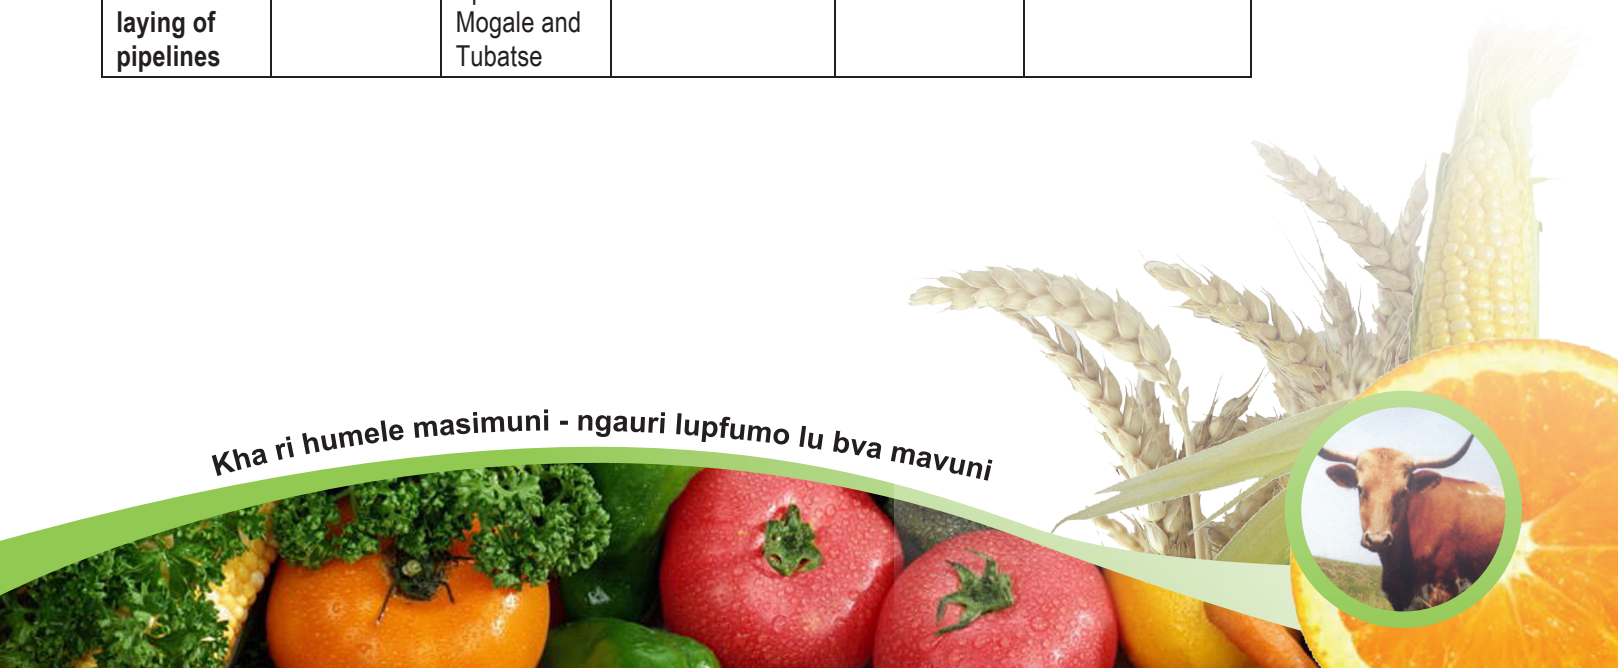 laying of
Mogale and
pipelines
Tubatse
Kha ri humele masimuni - ngauri lupfumo lu bva mavuni